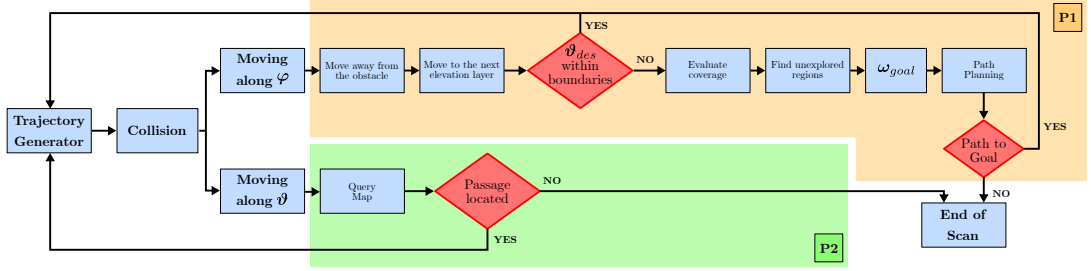 P1
YES
Moving
along φ
Move away from
the obstacle
Move to the next
elevation layer
ϑdes
within
boundaries
NO
Evaluate
coverage
Find unexplored
regions
ωgoal
Path
Planning
Trajectory
Generator
Collision
YES
Path to
Goal
NO
Moving
along ϑ
Query
Map
Passage
located
NO
YES
End of
Scan
P2